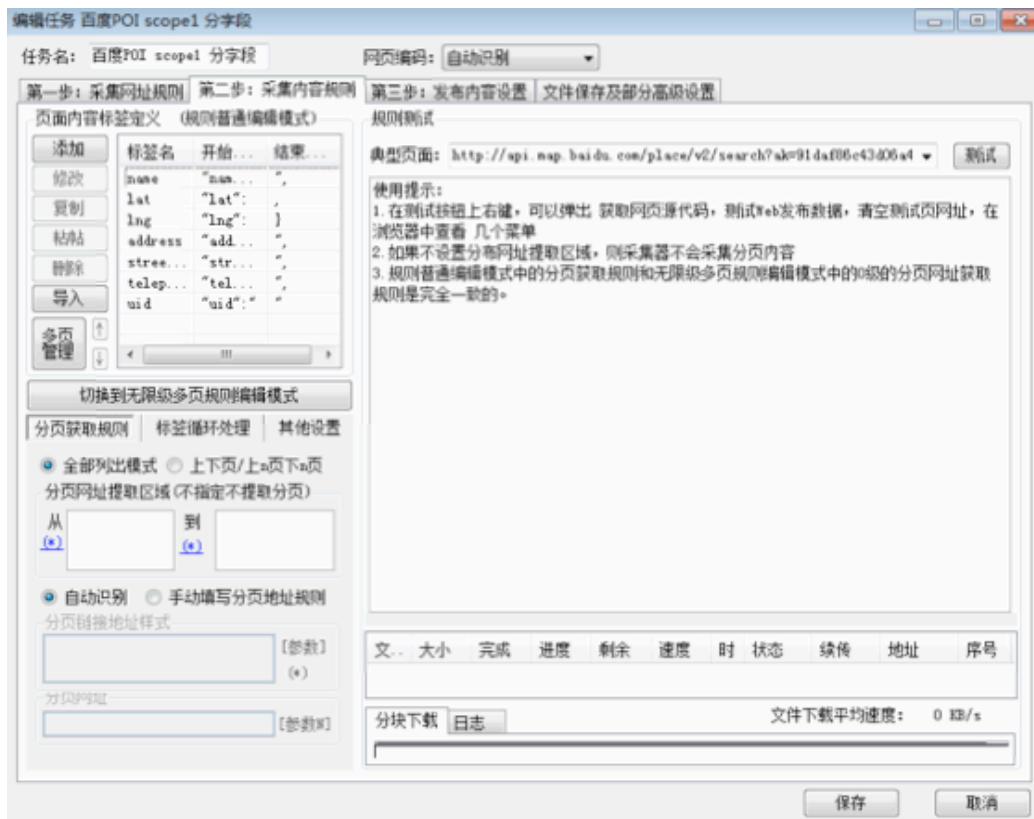 编辑任务 百度POI scope1 分字段
任务名： 百度POI scope1 分字段 网页编码： 自动识别
第一步：采集网址规则 第二步：采集内容规则 第三步：发布内容设置 文件保存及部分高级设置
页面内容标签定义 （规则普通编辑模式） 规则测试
添加 标签名 开始... 结束... 典型页面： http://api.map.baidu.com/place/v2/search?ak=91daf86c43d06a4 测试
修改 name "nam... ",
lat "lat": ,
复制 lng "lng": }
粘帖 address "add... ",
stree... "str... ",
删除 telep... "tel... ",
导入 uid "uid":" "
多页管理
使用提示：
1.在测试按钮上右键，可以弹出 获取网页源代码，测试Web发布数据，清空测试页网址，在
浏览器中查看 几个菜单
2.如果不设置分布网址提取区域，则采集器不会采集分页内容
3.规则普通编辑模式中的分页获取规则和无限级多页规则编辑模式中的0级的分页网址获取
规则是完全一致的。
切换到无限级多页规则编辑模式
分页获取规则 标签循环处理 其他设置
全部列出模式 上下页/上n页下n页
分页网址提取区域(不指定不提取分页)
从 到
(*) (*)
自动识别 手动填写分页地址规则
分页链接地址样式
[参数]
(*)
分页网址
[参数N]
文.. 大小 完成 进度 剩余 速度 时 状态 续传 地址 序号
分块下载 日志 文件下载平均速度： 0 KB/s
保存 取消